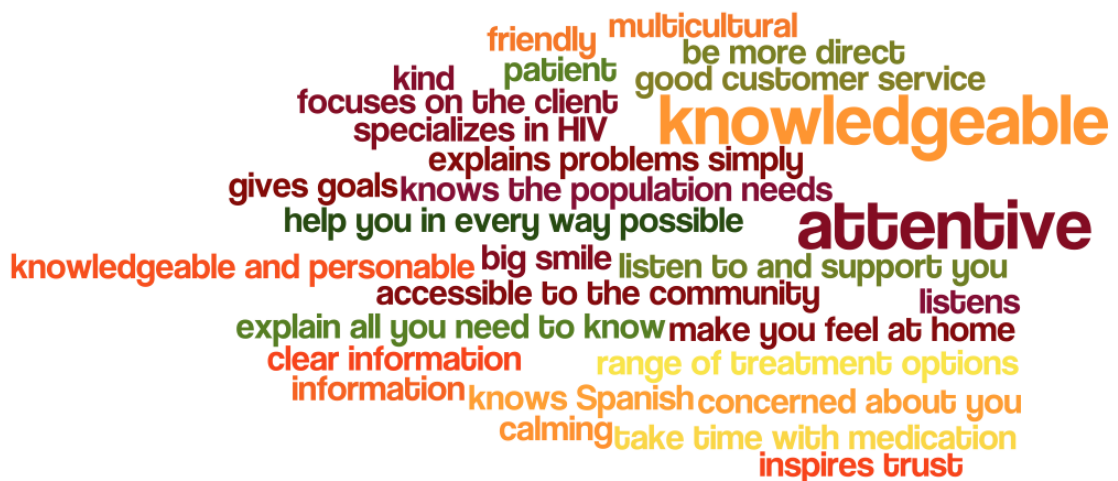 multicultural
friendly
be more direct
patient
kind
good customer service
focuses on the client
knowledgeable
specializes in HIV
explains problems simply
gives goals
knows the population needs
help you in every way possible
attentive
knowledgeable and personable
big smile
listen to and support you
accessible to the community
listens
explain all you need to know
make you feel at home
clear information
range of treatment options
information
knows Spanish
concerned about you
calming
take time with medication
inspires trust